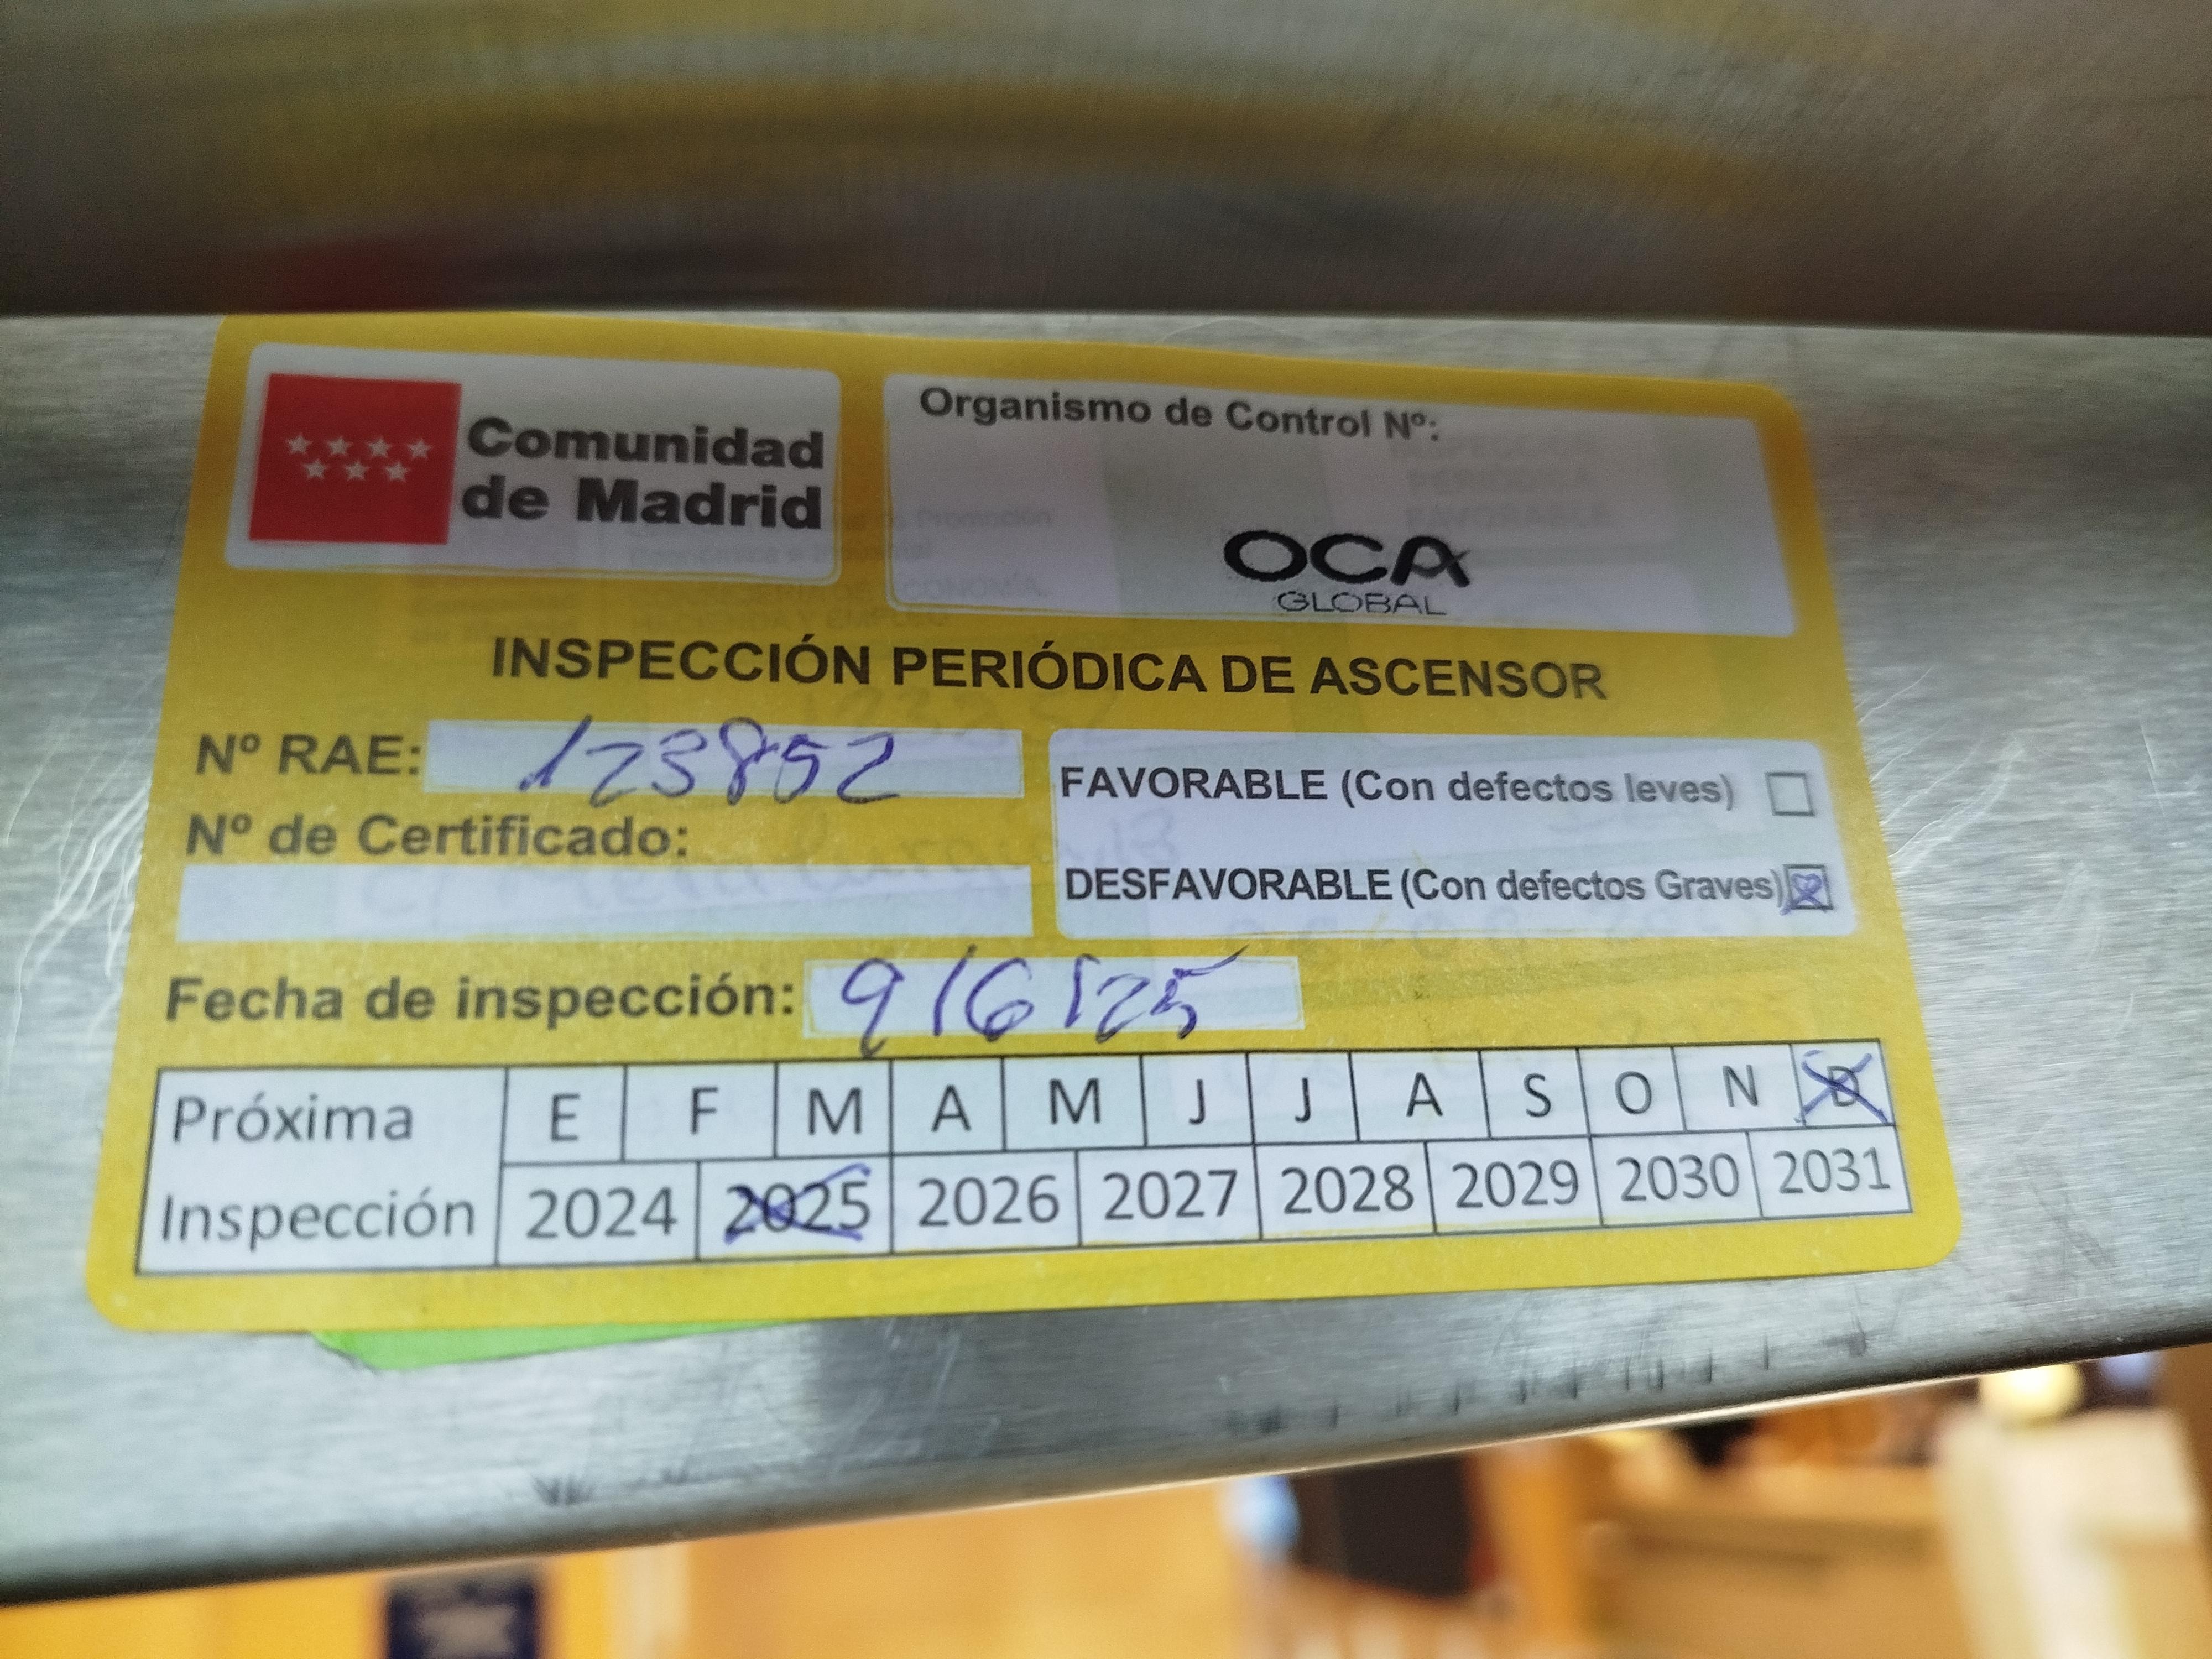 Comunidad
de Madrid
Organismo de Control Nº:
OCA
GLOBAL
INSPECCIÓN PERIÓDICA DE ASCENSOR
Nº RAE: 123852
Nº de Certificado:
FAVORABLE (Con defectos leves)
DESFAVORABLE (Con defectos Graves)
Fecha de inspección: 9/6/25
Próxima E F M A M J J A S O N D
Inspección 2024 2025 2026 2027 2028 2029 2030 2031